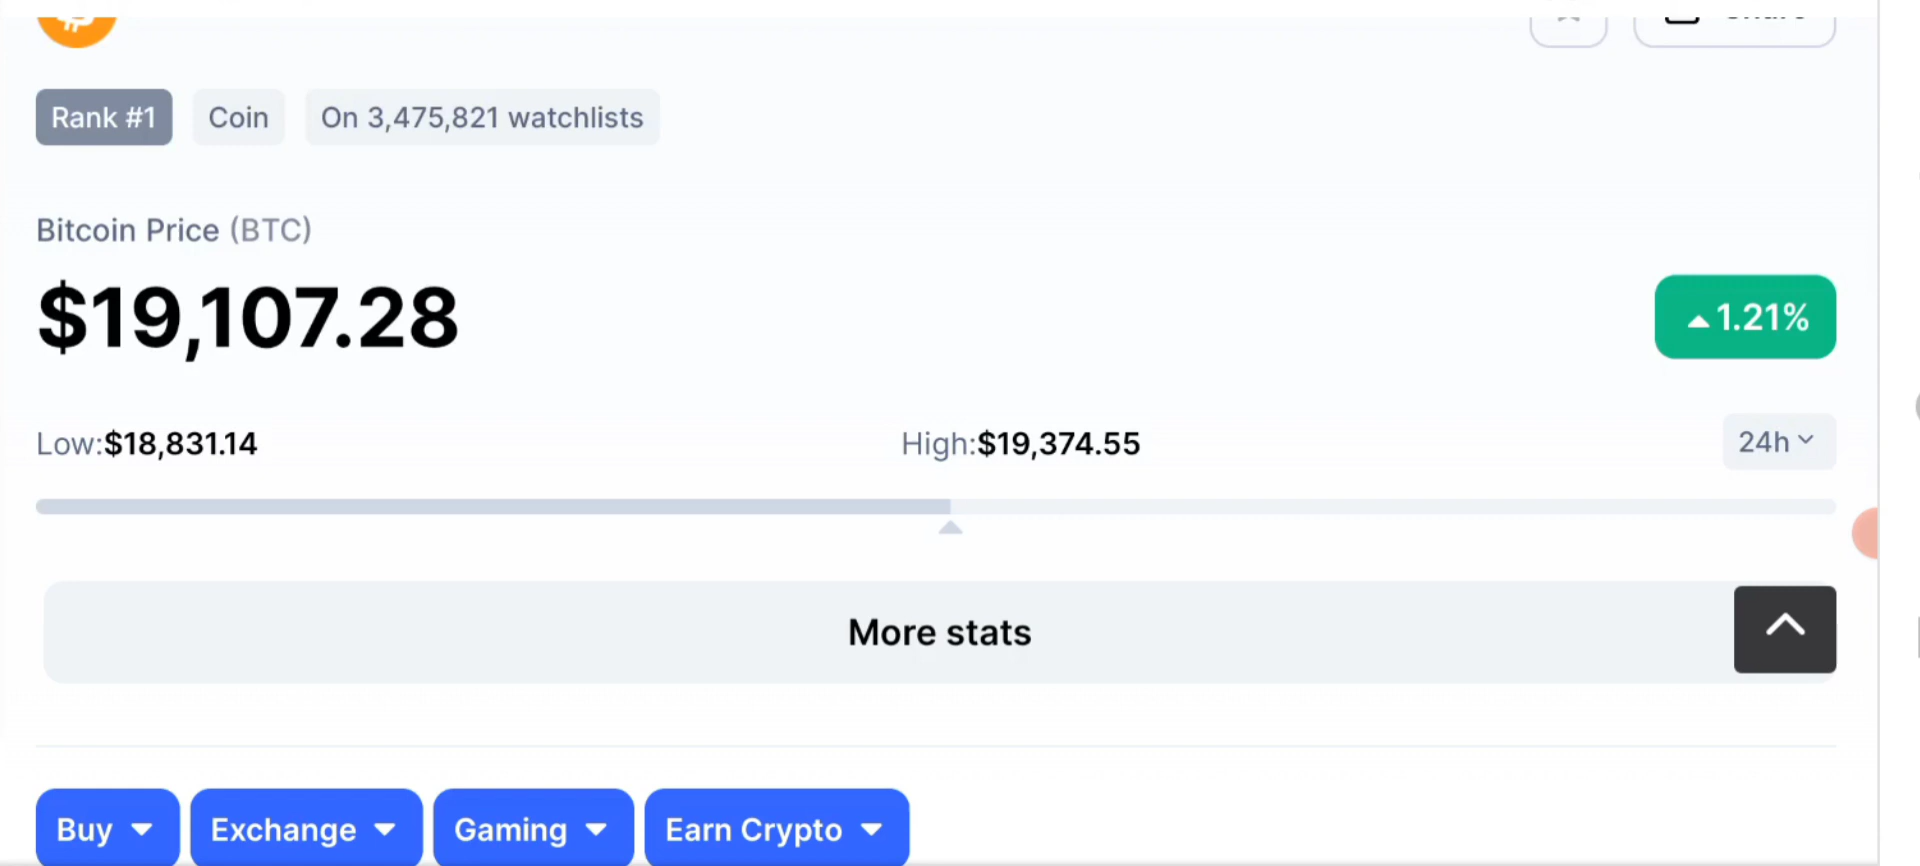 Rank #1 Coin On 3,475,821 watchlists
Bitcoin Price (BTC)
$19,107.28 1.21%
Low:$18,831.14 High:$19,374.55 24h
More stats
Buy Exchange Gaming Earn Crypto